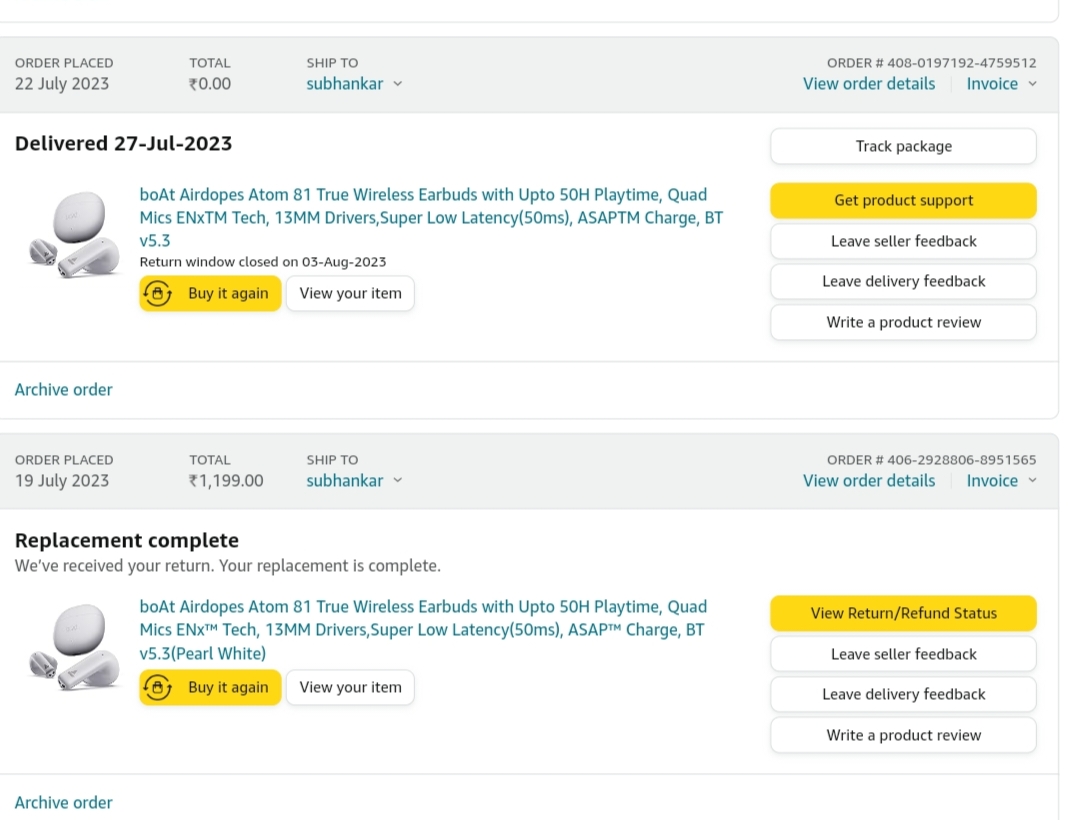 ORDER PLACED TOTAL SHIP TO ORDER # 408-0197192-4759512
22 July 2023 ₹0.00 subhankar View order details Invoice
Delivered 27-Jul-2023
Track package
boAt Airdopes Atom 81 True Wireless Earbuds with Upto 50H Playtime, Quad
Mics ENxTM Tech, 13MM Drivers,Super Low Latency(50ms), ASAPTM Charge, BT
v5.3
Return window closed on 03-Aug-2023
Buy it again View your item
Get product support
Leave seller feedback
Leave delivery feedback
Write a product review
Archive order
ORDER PLACED TOTAL SHIP TO ORDER # 406-2928806-8951565
19 July 2023 ₹1,199.00 subhankar View order details Invoice
Replacement complete
We've received your return. Your replacement is complete.
boAt Airdopes Atom 81 True Wireless Earbuds with Upto 50H Playtime, Quad
Mics ENx™ Tech, 13MM Drivers,Super Low Latency(50ms), ASAP™ Charge, BT
v5.3(Pearl White)
Buy it again View your item
View Return/Refund Status
Leave seller feedback
Leave delivery feedback
Write a product review
Archive order